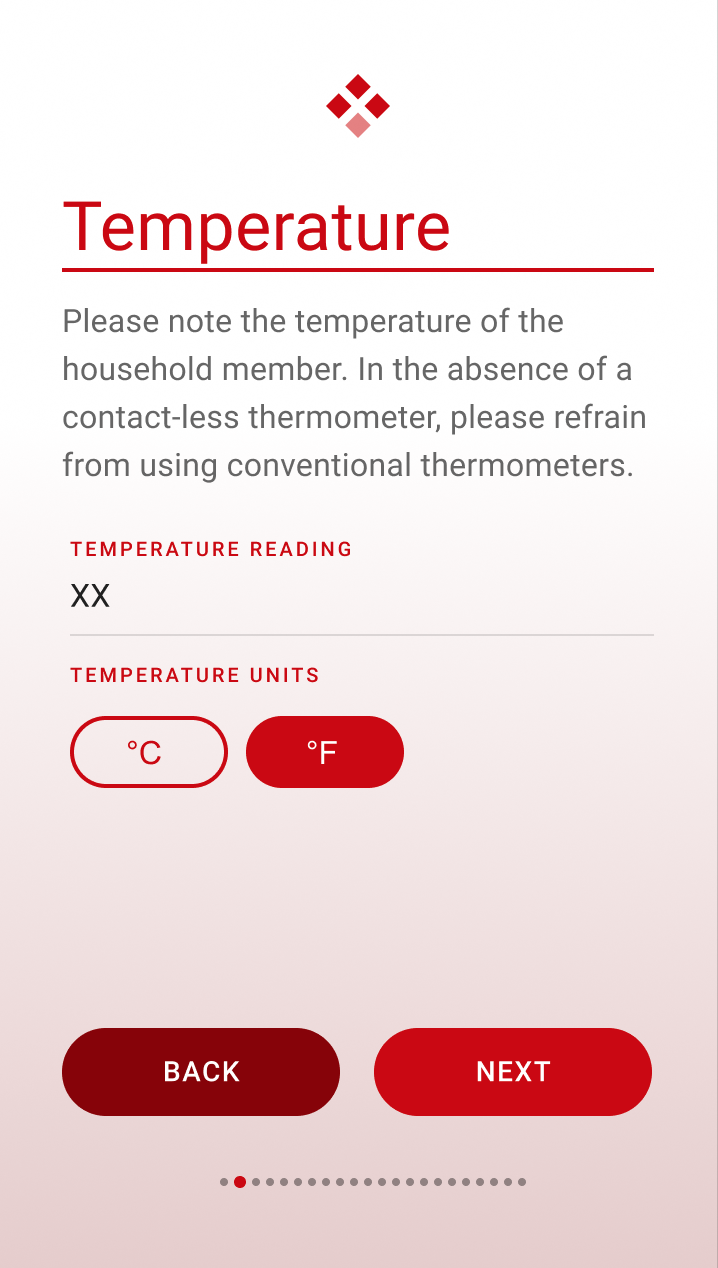 Temperature
Please note the temperature of the
household member. In the absence of a
contact-less thermometer, please refrain
from using conventional thermometers.
TEMPERATURE READING
XX
TEMPERATURE UNITS
°C °F
BACK NEXT